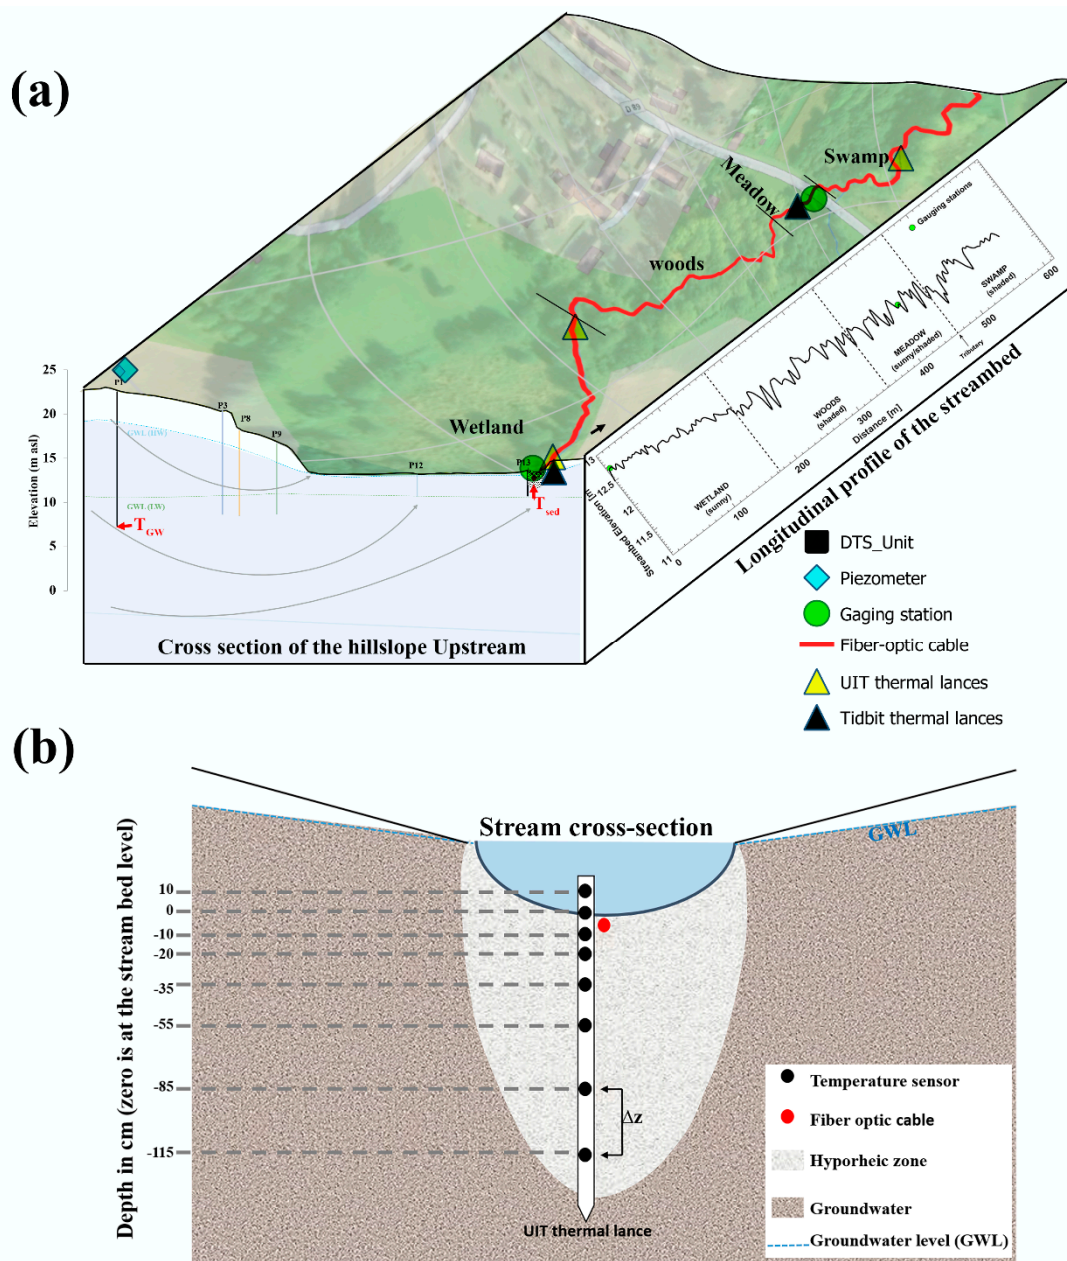 (a)
D 89
Swamp
Meadow
woods
Wetland
Gauging stations
SWAMP
(shaded)
MEADOW
(sunny/shaded)
Tributary
WOODS
(shaded)
WETLAND
(sunny)
13
12.5
12
11.5
11
Streambed Elevation [m]
0
100
200
300
400
500
600
Distance [m]
Longitudinal profile of the streambed
25
20
15
10
5
0
Elevation (m asl)
P1
P3
P8
P9
P12
P13
GWL (HW)
GWL (LW)
T_GW
T_sed
Cross section of the hillslope Upstream
DTS_Unit
Piezometer
Gaging station
Fiber-optic cable
UIT thermal lances
Tidbit thermal lances
(b)
Stream cross-section
GWL
Depth in cm (zero is at the stream bed level)
10
0
-10
-20
-35
-55
-85
-115
Δz
UIT thermal lance
Temperature sensor
Fiber optic cable
Hyporheic zone
Groundwater
Groundwater level (GWL)